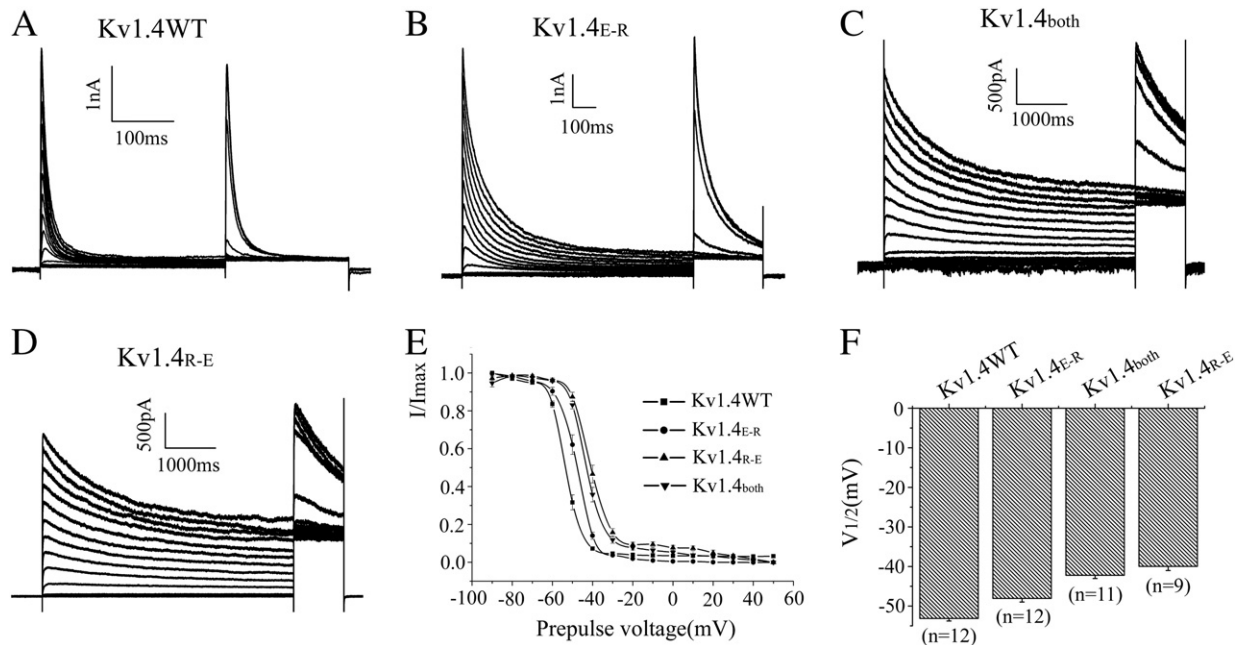 A
Kv1.4WT
1nA
100ms
B
Kv1.4E-R
1nA
100ms
C
Kv1.4both
500pA
1000ms
D
Kv1.4R-E
500pA
1000ms
E
I/Imax
1.0
0.8
0.6
0.4
0.2
0.0
-100 -80 -60 -40 -20 0 20 40 60
Prepulse voltage(mV)
Kv1.4WT
Kv1.4E-R
Kv1.4R-E
Kv1.4both
F
Kv1.4WT
Kv1.4E-R
Kv1.4both
Kv1.4R-E
V1/2(mV)
0
-10
-20
-30
-40
-50
(n=12)
(n=12)
(n=11)
(n=9)